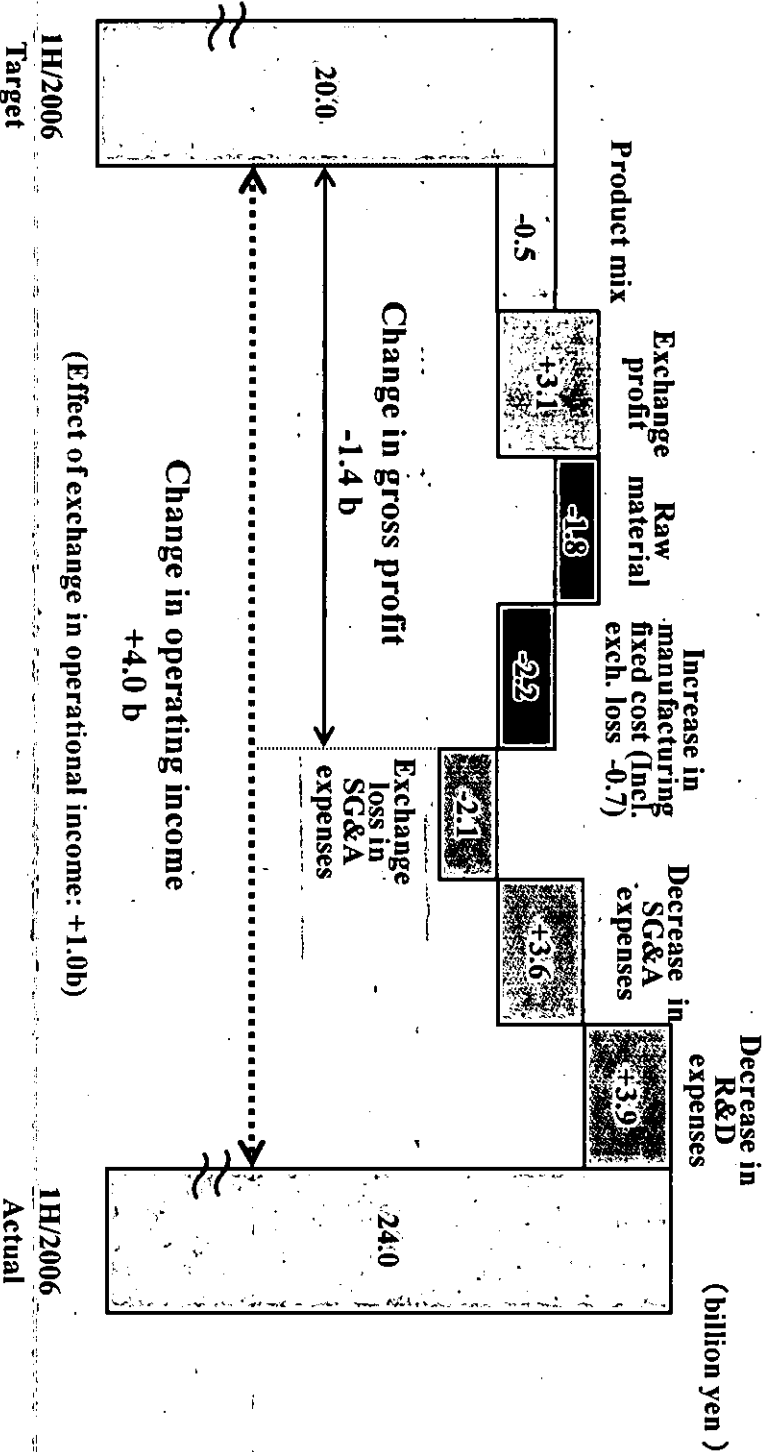 (billion yen )
Product mix
Exchange
profit
Raw
material
Increase in
manufacturing
fixed cost (Incl.
exch. loss -0.7)
Decrease in
SG&A
expenses
Decrease in
R&D
expenses
20.0
-0.5
+3.1
-1.8
-2.2
-2.1
+3.6
+3.9
24.0
Change in gross profit
-1.4 b
Exchange
loss in
SG&A
expenses
Change in operating income
+4.0 b
(Effect of exchange in operational income: +1.0b)
1H/2006
Target
1H/2006
Actual